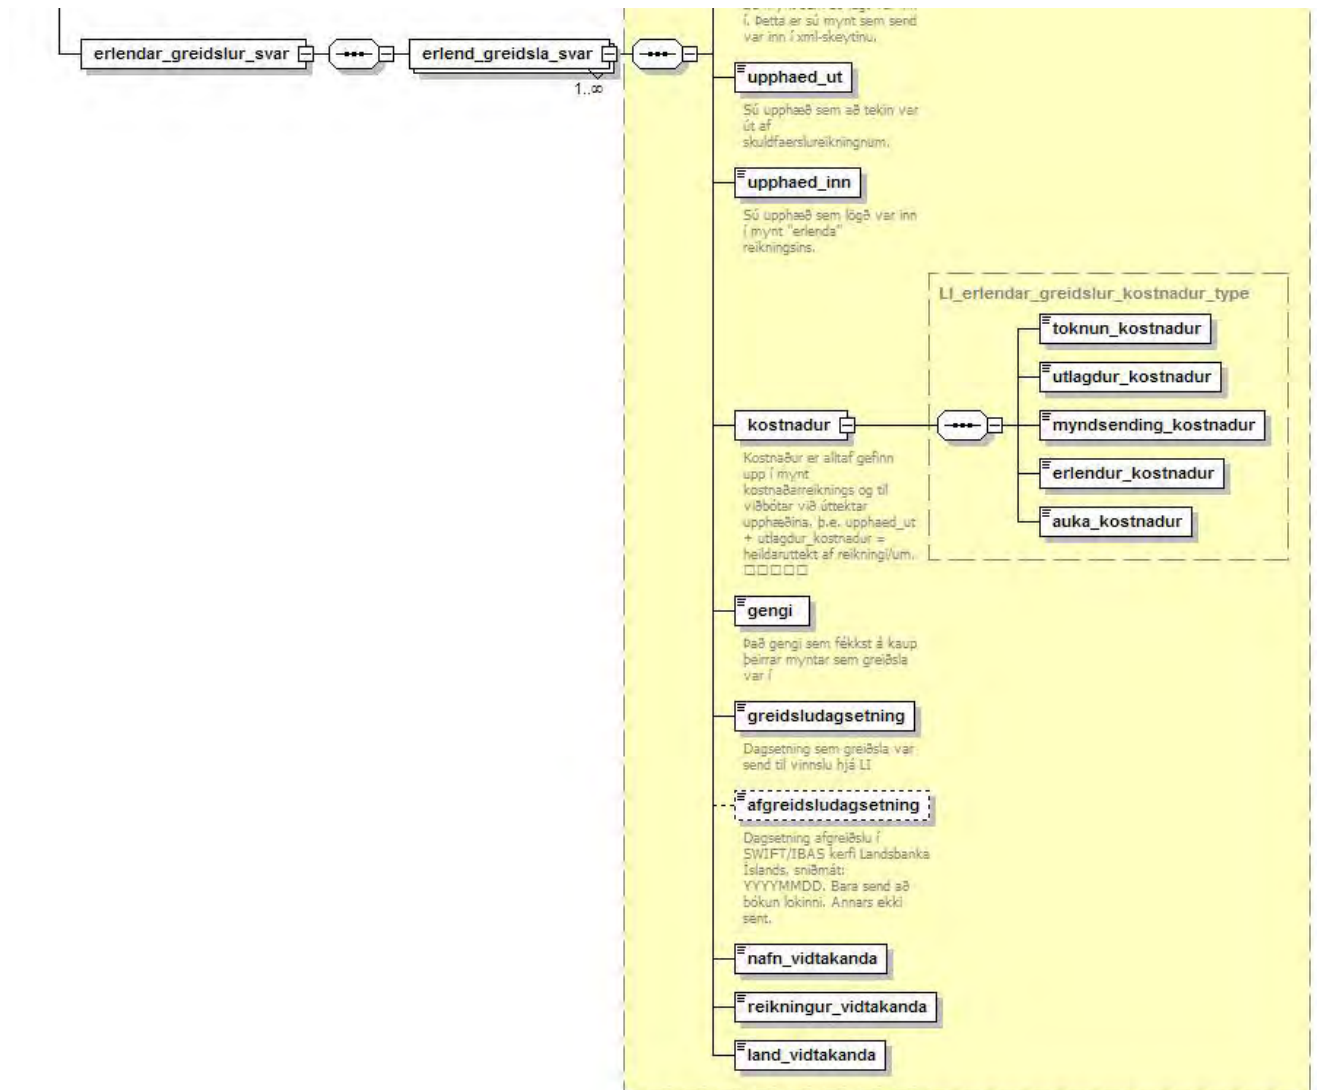 í. Þetta er sú mynt sem send
var inn í xml-skeytinu.
erlendar_greidslur_svar
erlend_greidsla_svar
1..∞
upphaed_ut
Sú upphæð sem að tekin var
út af
skuldfaerslureikningnum.
upphaed_inn
Sú upphæð sem lögð var inn
í mynt "erlenda"
reikningsins.
LI_erlendar_greidslur_kostnadur_type
toknun_kostnadur
utlagdur_kostnadur
kostnadur
myndsending_kostnadur
erlendur_kostnadur
auka_kostnadur
Kostnaður er alltaf gefinn
upp í mynt
kostnaðarreiknings og til
viðbótar við úttektar
upphæðina. þ.e. upphaed_ut
+ utlagdur_kostnadur =
heildaruttekt af reikningi/um.
□□□□□
gengi
Það gengi sem fékkst á kaup
þeirrar myntar sem greiðsla
var í
greidsludagsetning
Dagsetning sem greiðsla var
send til vinnslu hjá LI
afgreidsludagsetning
Dagsetning afgreiðslu í
SWIFT/IBAS kerfi Landsbanka
Íslands, sniðmát:
YYYYMMDD. Bara send að
bókun lokinni. Annars ekki
sent.
nafn_vidtakanda
reikningur_vidtakanda
land_vidtakanda